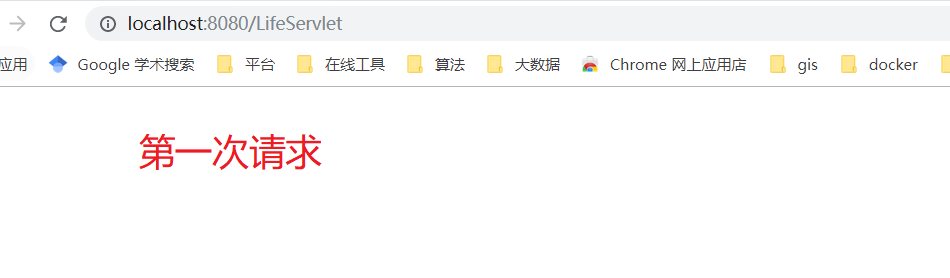 localhost:8080/LifeServlet
应用 Google 学术搜索 平台 在线工具 算法 大数据 Chrome 网上应用店 gis docker
第一次请求